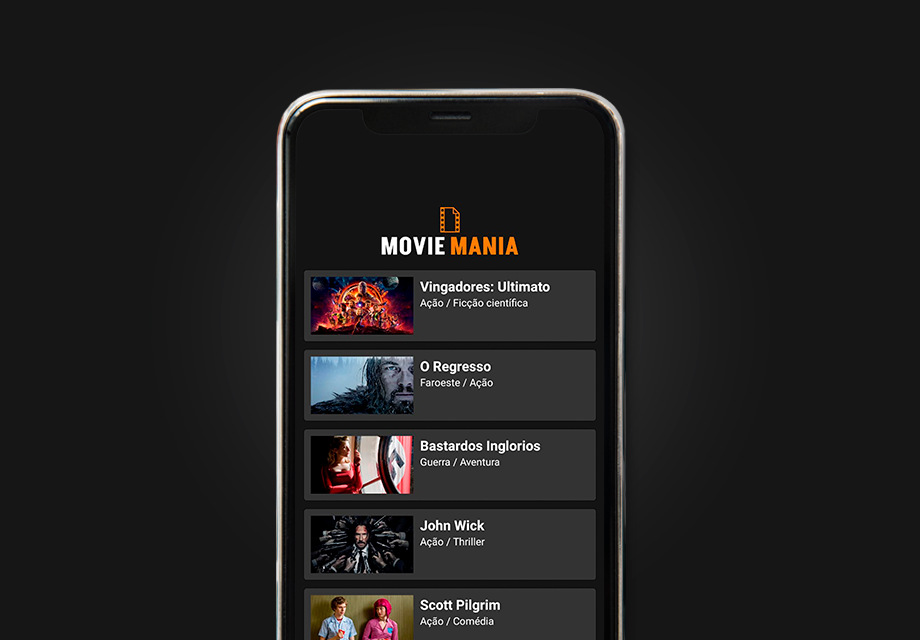 MOVIE MANIA
Vingadores: Ultimato
Ação / Ficção científica
O Regresso
Faroeste / Ação
Bastardos Inglorios
Guerra / Aventura
John Wick
Ação / Thriller
Scott Pilgrim
Ação / Comédia